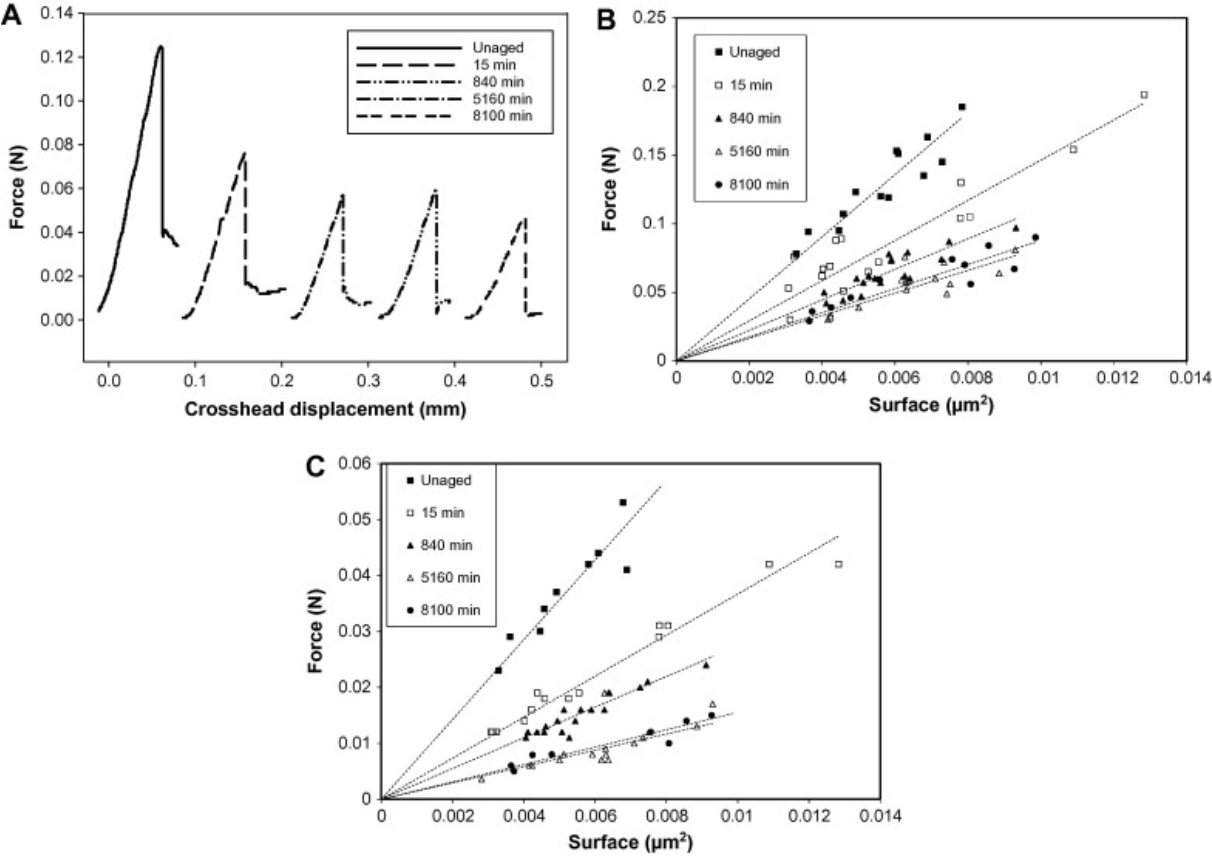 A
0.14
0.12
0.10
0.08
0.06
0.04
0.02
0.00
Force (N)
Unaged
15 min
840 min
5160 min
8100 min
0.0 0.1 0.2 0.3 0.4 0.5
Crosshead displacement (mm)
B
0.25
0.2
0.15
0.1
0.05
0
Force (N)
Unaged
15 min
840 min
5160 min
8100 min
0 0.002 0.004 0.006 0.008 0.01 0.012 0.014
Surface (µm²)
C
0.06
0.05
0.04
0.03
0.02
0.01
0
Force (N)
Unaged
15 min
840 min
5160 min
8100 min
0 0.002 0.004 0.006 0.008 0.01 0.012 0.014
Surface (µm²)